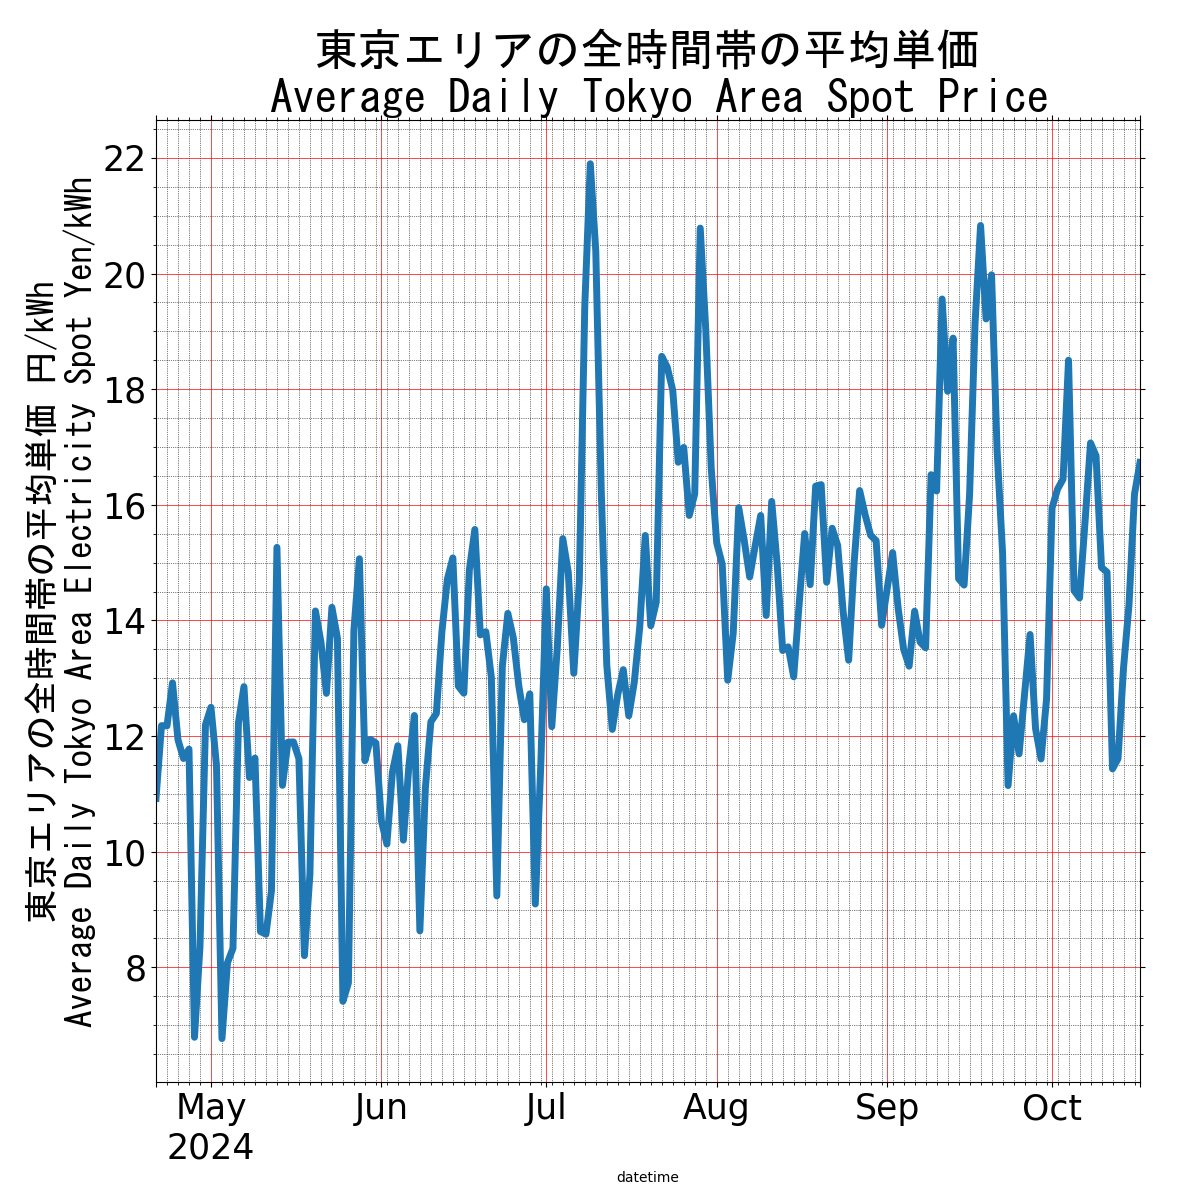 東京エリアの全時間帯の平均単価
Average Daily Tokyo Area Spot Price
東京エリアの全時間帯の平均単価 円/kWh
Average Daily Tokyo Area Electricity Spot Yen/kWh
22
20
18
16
14
12
10
8
May
2024
Jun
Jul
Aug
Sep
Oct
datetime